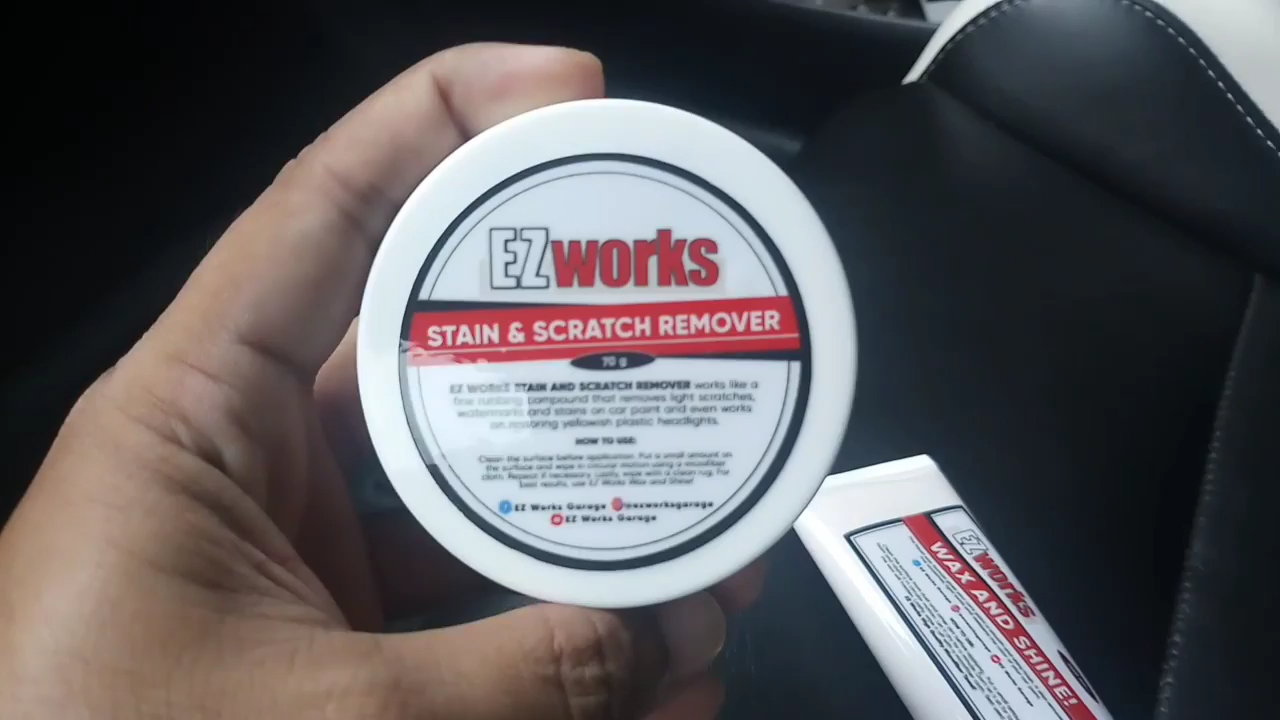 EZworks
STAIN & SCRATCH REMOVER
70 g
EZ WORKS STAIN AND SCRATCH REMOVER works like a
fine rubbing compound that removes light scratches,
watermarks and stains on car paint and even works
on restoring yellowish plastic headlights.
HOW TO USE:
Clean the surface before application. Put a small amount on
the surface and wipe in circular motion using a microfiber
cloth. Repeat if necessary. Lastly, wipe with a clean rug. For
best results, use EZ Works Wax and Shine!
EZ Works Garage @ezworksgarage
EZ Works Garage
EZworks
WAX AND SHINE!